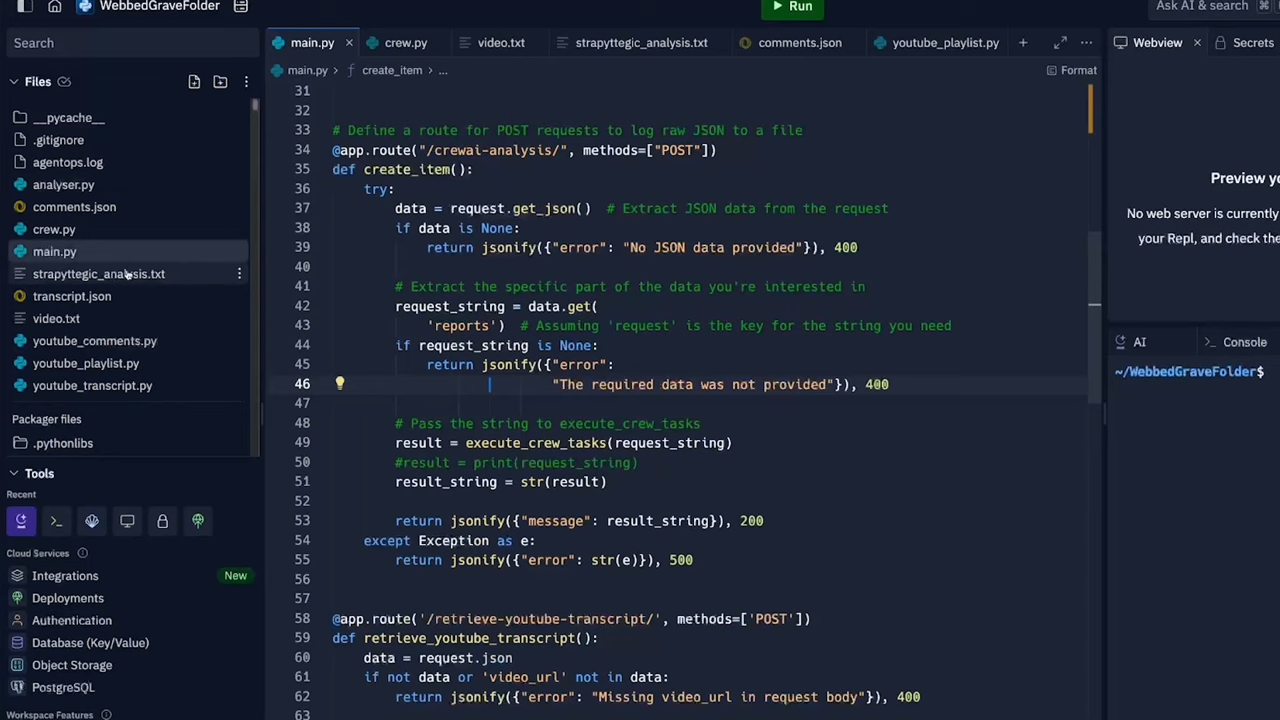 WebbedGraveFolder
Run
Ask AI & search
Search
main.py
crew.py
video.txt
strapyttegic_analysis.txt
comments.json
youtube_playlist.py
Webview
Secrets
Files
main.py
create_item
...
Format
__pycache__
.gitignore
agentops.log
analyser.py
comments.json
crew.py
main.py
strapyttegic_analysis.txt
transcript.json
video.txt
youtube_comments.py
youtube_playlist.py
youtube_transcript.py
Packager files
.pythonlibs
Tools
Recent
Cloud Services
Integrations New
Deployments
Authentication
Database (Key/Value)
Object Storage
PostgreSQL
Workspace Features
31
32
33 # Define a route for POST requests to log raw JSON to a file
34 @app.route("/crewai-analysis/", methods=["POST"])
35 def create_item():
36 try:
37 data = request.get_json() # Extract JSON data from the request
38 if data is None:
39 return jsonify({"error": "No JSON data provided"}), 400
40
41 # Extract the specific part of the data you're interested in
42 request_string = data.get(
43 'reports') # Assuming 'request' is the key for the string you need
44 if request_string is None:
45 return jsonify({"error":
46 "The required data was not provided"}), 400
47
48 # Pass the string to execute_crew_tasks
49 result = execute_crew_tasks(request_string)
50 #result = print(request_string)
51 result_string = str(result)
52
53 return jsonify({"message": result_string}), 200
54 except Exception as e:
55 return jsonify({"error": str(e)}), 500
56
57
58 @app.route('/retrieve-youtube-transcript/', methods=['POST'])
59 def retrieve_youtube_transcript():
60 data = request.json
61 if not data or 'video_url' not in data:
62 return jsonify({"error": "Missing video_url in request body"}), 400
63
Preview
No web server is currently
your Repl, and check the
AI
Console
~/WebbedGraveFolder$